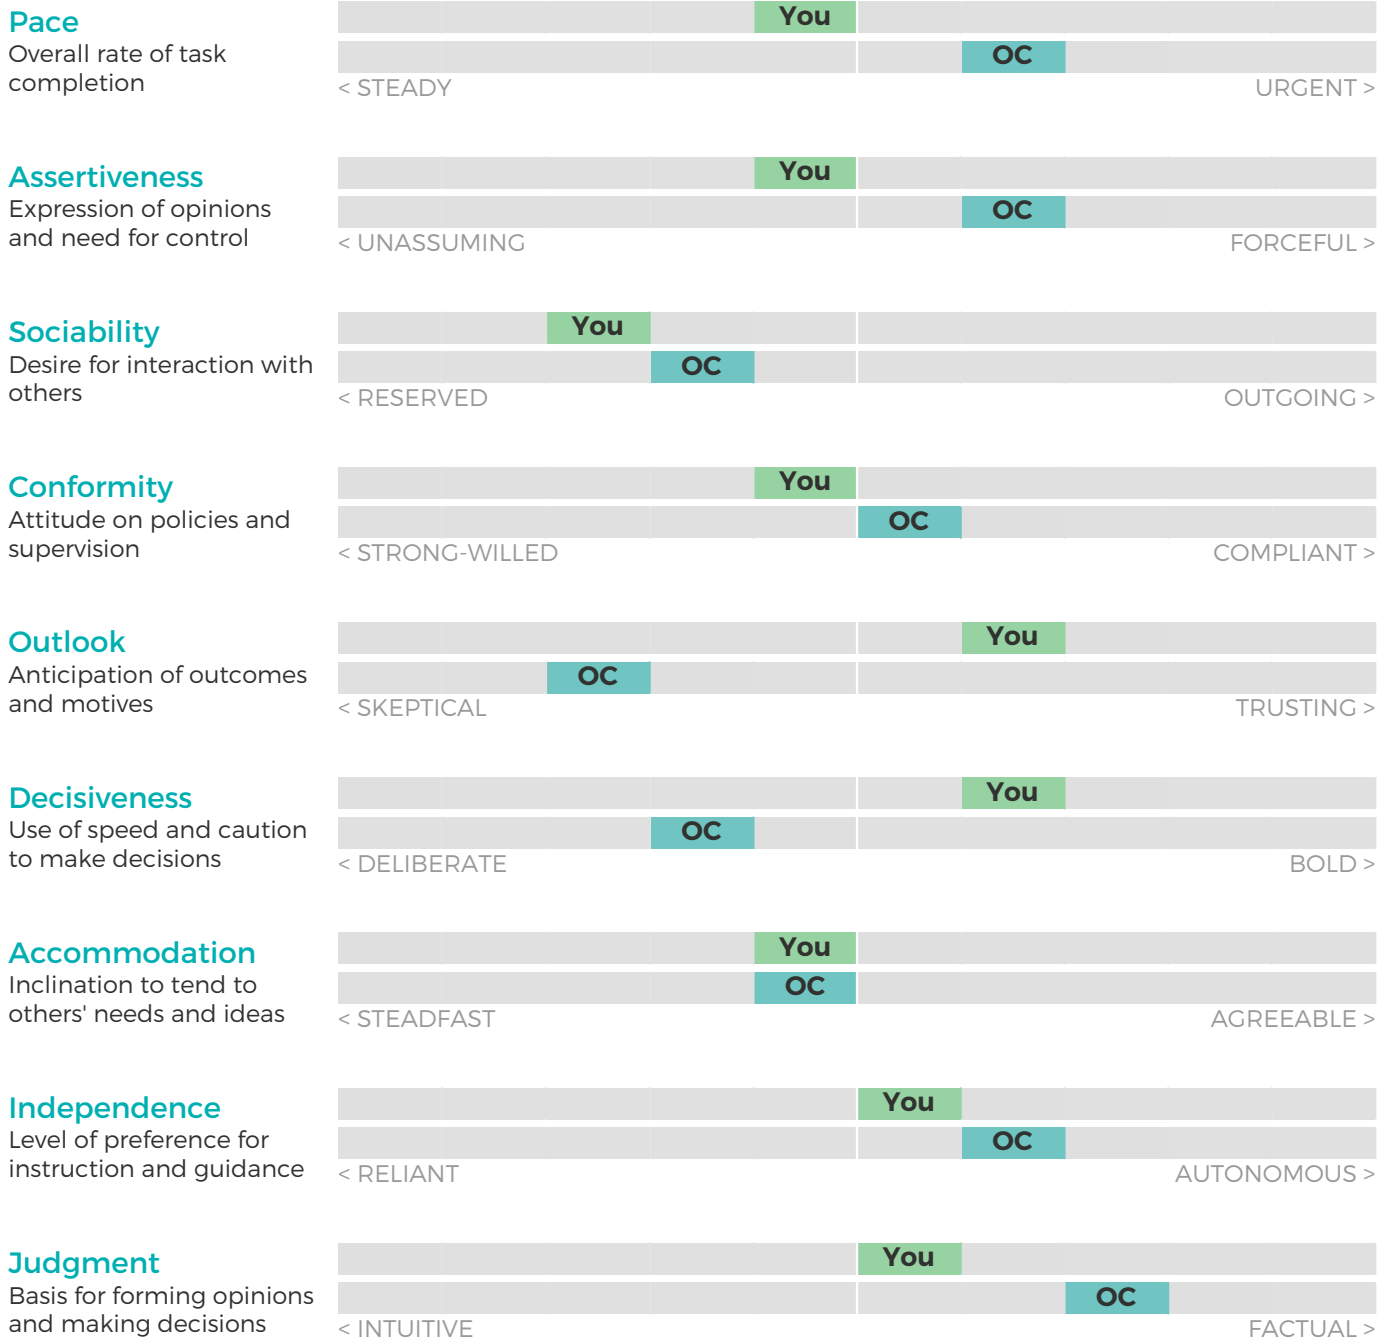 Pace
Overall rate of task
completion
You
OC
< STEADY
URGENT >
Assertiveness
Expression of opinions
and need for control
You
OC
< UNASSUMING
FORCEFUL >
Sociability
Desire for interaction with
others
You
OC
< RESERVED
OUTGOING >
Conformity
Attitude on policies and
supervision
You
OC
< STRONG-WILLED
COMPLIANT >
Outlook
Anticipation of outcomes
and motives
You
OC
< SKEPTICAL
TRUSTING >
Decisiveness
Use of speed and caution
to make decisions
You
OC
< DELIBERATE
BOLD >
Accommodation
Inclination to tend to
others' needs and ideas
You
OC
< STEADFAST
AGREEABLE >
Independence
Level of preference for
instruction and guidance
You
OC
< RELIANT
AUTONOMOUS >
Judgment
Basis for forming opinions
and making decisions
You
OC
< INTUITIVE
FACTUAL >